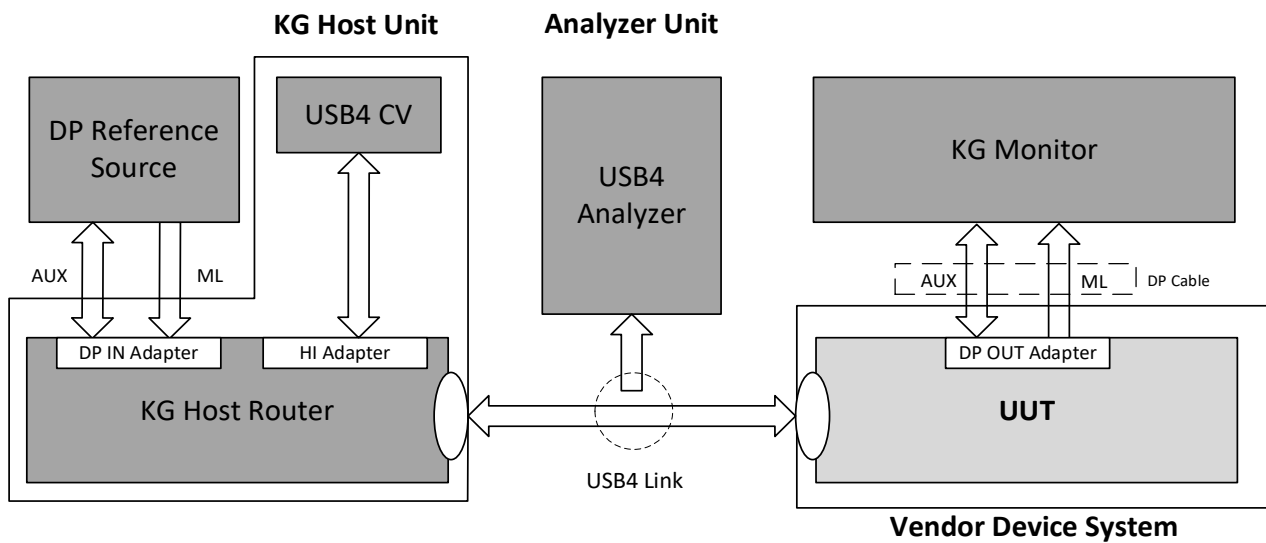 KG Host Unit
Analyzer Unit
DP Reference
Source
USB4 CV
USB4
Analyzer
KG Monitor
AUX
ML
AUX
ML
DP Cable
DP IN Adapter
HI Adapter
DP OUT Adapter
KG Host Router
UUT
USB4 Link
Vendor Device System